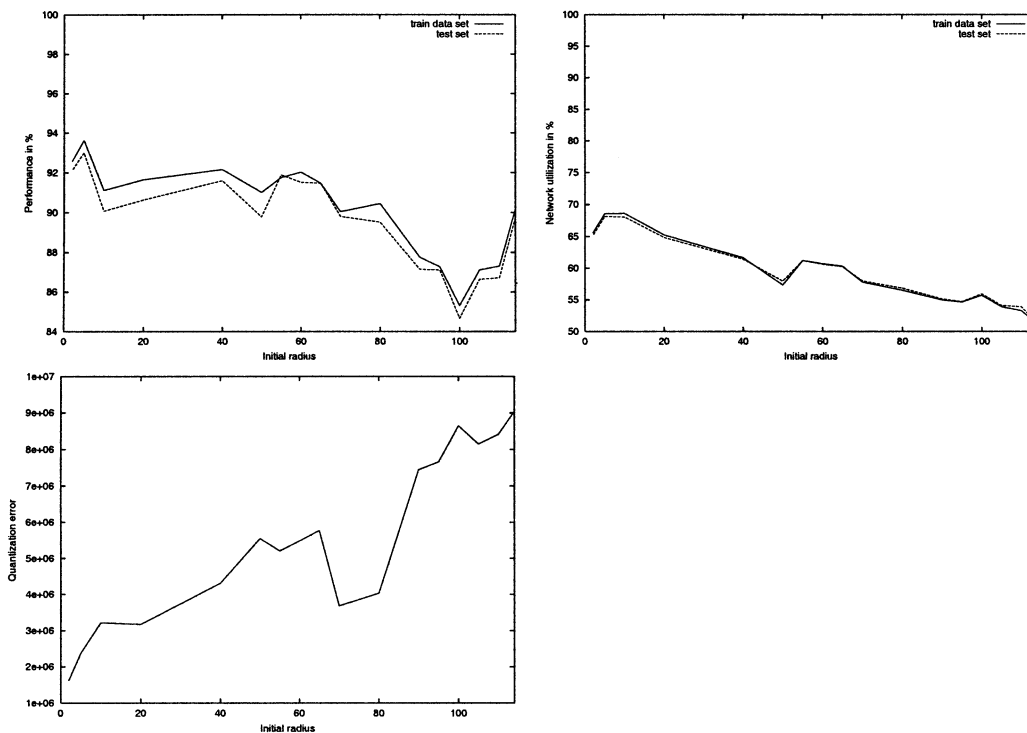 100
98
96
94
92
90
88
86
84
Performance in %
0
20
40
60
80
100
Initial radius
train data set
test set
100
95
90
85
80
75
70
65
60
55
50
Network utilization in %
0
20
40
60
80
100
Initial radius
train data set
test set
1e+07
9e+06
8e+06
7e+06
6e+06
5e+06
4e+06
3e+06
2e+06
1e+06
Quantization error
0
20
40
60
80
100
Initial radius